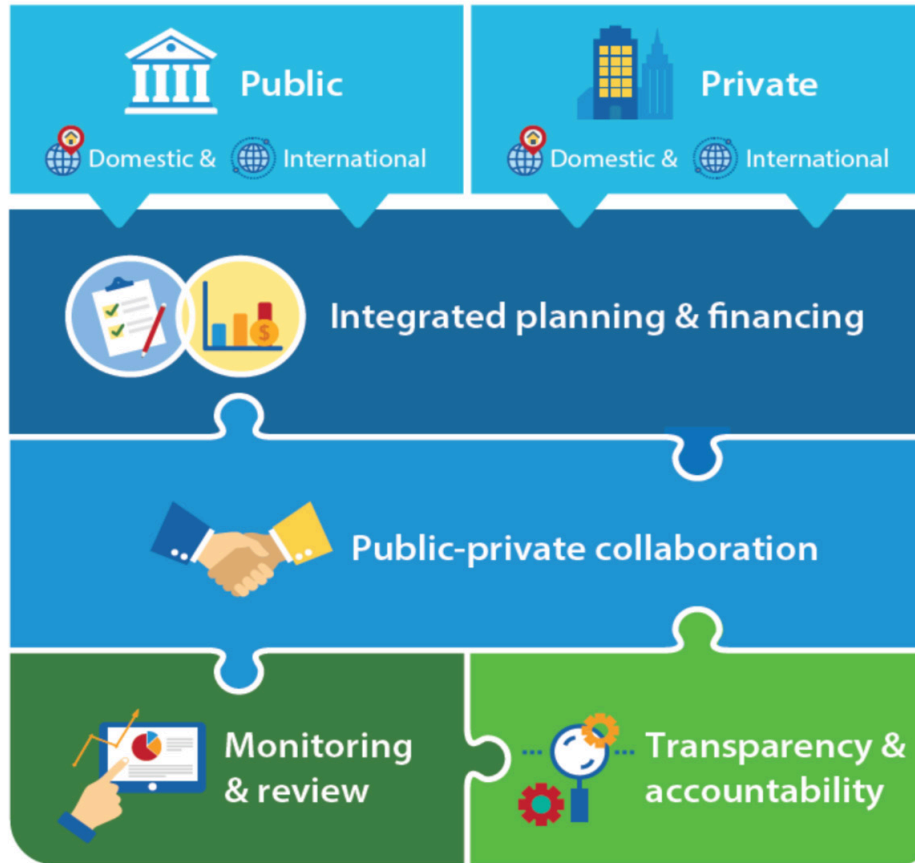 Public
Private
Domestic & International
Domestic & International
Integrated planning & financing
$
Public-private collaboration
Monitoring
& review
Transparency &
accountability